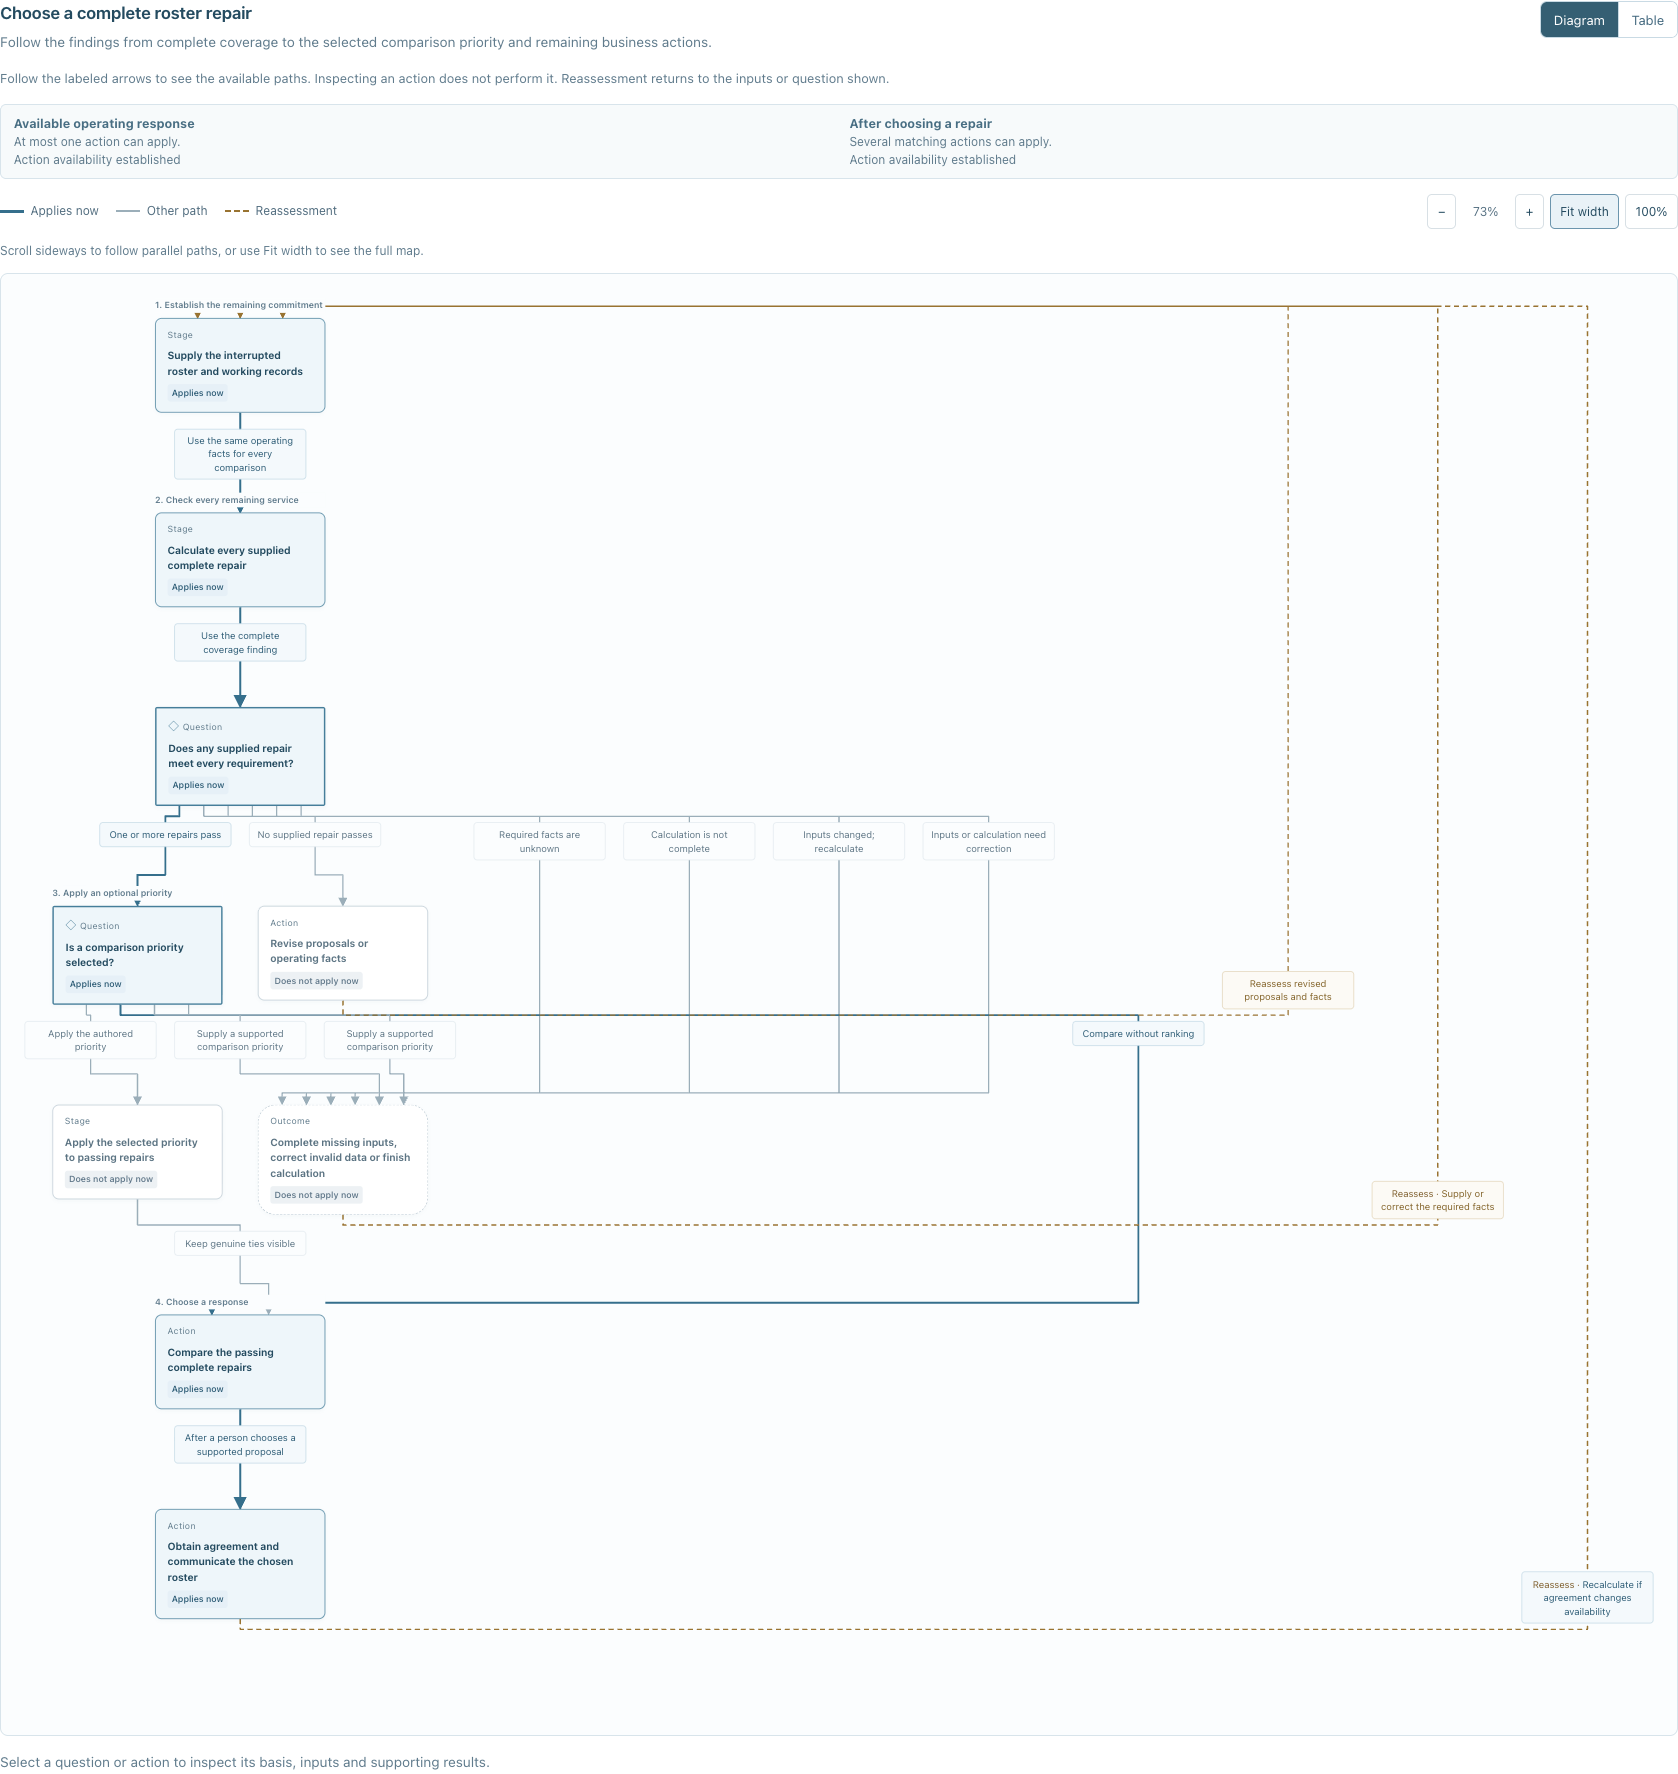 Choose a complete roster repair
Diagram
Table
Follow the findings from complete coverage to the selected comparison priority and remaining business actions.
Follow the labeled arrows to see the available paths. Inspecting an action does not perform it. Reassessment returns to the inputs or question shown.
Available operating response
At most one action can apply.
Action availability established
After choosing a repair
Several matching actions can apply.
Action availability established
Applies now
Other path
Reassessment
−
73%
+
Fit width
100%
Scroll sideways to follow parallel paths, or use Fit width to see the full map.
1. Establish the remaining commitment
Stage
Supply the interrupted
roster and working records
Applies now
Use the same operating
facts for every
comparison
2. Check every remaining service
Stage
Calculate every supplied
complete repair
Applies now
Use the complete
coverage finding
Question
Does any supplied repair
meet every requirement?
Applies now
One or more repairs pass
No supplied repair passes
Required facts are
unknown
Calculation is not
complete
Inputs changed;
recalculate
Inputs or calculation need
correction
3. Apply an optional priority
Question
Is a comparison priority
selected?
Applies now
Action
Revise proposals or
operating facts
Does not apply now
Reassess revised
proposals and facts
Apply the authored
priority
Supply a supported
comparison priority
Supply a supported
comparison priority
Compare without ranking
Stage
Apply the selected priority
to passing repairs
Does not apply now
Outcome
Complete missing inputs,
correct invalid data or finish
calculation
Does not apply now
Reassess · Supply or
correct the required facts
Keep genuine ties visible
4. Choose a response
Action
Compare the passing
complete repairs
Applies now
After a person chooses a
supported proposal
Action
Obtain agreement and
communicate the chosen
roster
Applies now
Reassess · Recalculate if
agreement changes
availability
Select a question or action to inspect its basis, inputs and supporting results.